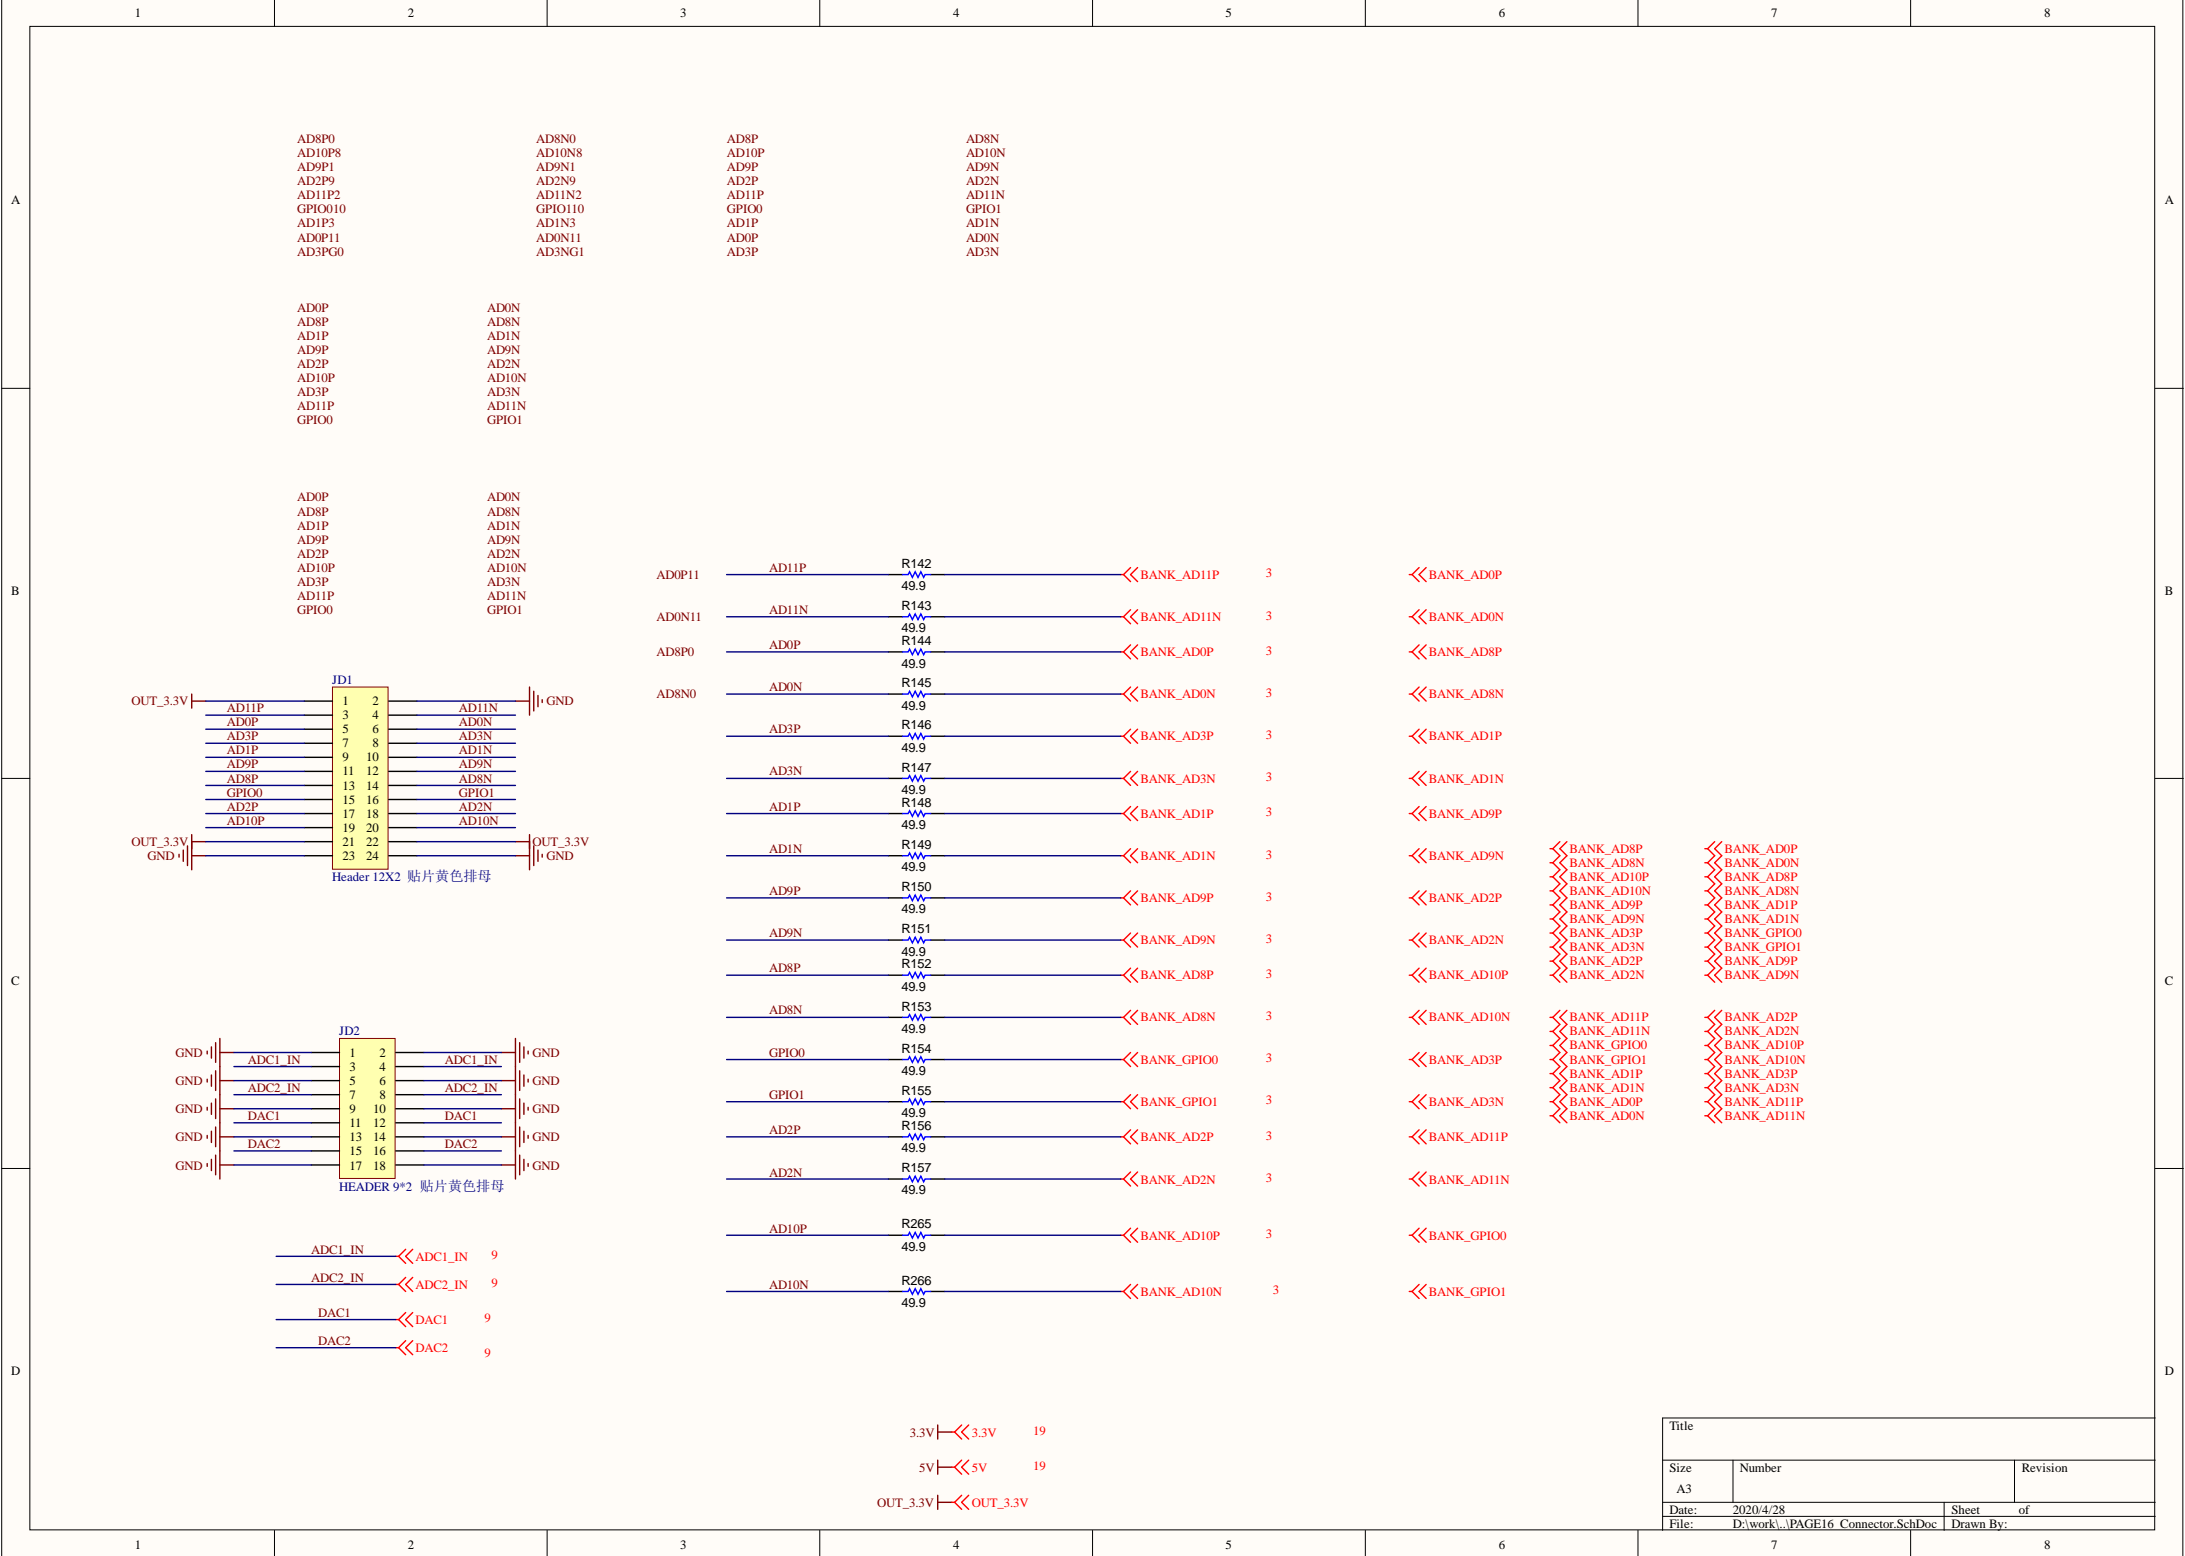 1 2 3 4 5 6 7 8
A A
AD8P0 AD8N0 AD8P AD8N
AD10P8 AD10N8 AD10P AD10N
AD9P1 AD9N1 AD9P AD9N
AD2P9 AD2N9 AD2P AD2N
AD11P2 AD11N2 AD11P AD11N
GPIO010 GPIO110 GPIO0 GPIO1
AD1P3 AD1N3 AD1P AD1N
AD0P11 AD0N11 AD0P AD0N
AD3PG0 AD3NG1 AD3P AD3N
AD0P AD0N
AD8P AD8N
AD1P AD1N
AD9P AD9N
AD2P AD2N
AD10P AD10N
AD3P AD3N
AD11P AD11N
GPIO0 GPIO1
B B
AD0P AD0N
AD8P AD8N
AD1P AD1N
AD9P AD9N
AD2P AD2N
AD10P AD10N
AD3P AD3N
AD11P AD11N
GPIO0 GPIO1
JD1
OUT_3.3V 1 2 GND
AD11P 3 4 AD11N
AD0P 5 6 AD0N
AD3P 7 8 AD3N
AD1P 9 10 AD1N
AD9P 11 12 AD9N
AD8P 13 14 AD8N
GPIO0 15 16 GPIO1
AD2P 17 18 AD2N
AD10P 19 20 AD10N
OUT_3.3V 21 22 OUT_3.3V
GND 23 24 GND
Header 12X2 贴片黄色排母
C C
JD2
GND 1 2 GND
ADC1_IN 3 4 ADC1_IN
GND 5 6 GND
ADC2_IN 7 8 ADC2_IN
GND 9 10 GND
DAC1 11 12 DAC1
GND 13 14 GND
DAC2 15 16 DAC2
GND 17 18 GND
HEADER 9*2 贴片黄色排母
ADC1_IN ADC1_IN 9
ADC2_IN ADC2_IN 9
DAC1 DAC1 9
DAC2 DAC2 9
AD0P11 AD11P R142 49.9 BANK_AD11P 3 BANK_AD0P
AD0N11 AD11N R143 49.9 BANK_AD11N 3 BANK_AD0N
AD8P0 AD0P R144 49.9 BANK_AD0P 3 BANK_AD8P
AD8N0 AD0N R145 49.9 BANK_AD0N 3 BANK_AD8N
AD3P R146 49.9 BANK_AD3P 3 BANK_AD1P
AD3N R147 49.9 BANK_AD3N 3 BANK_AD1N
AD1P R148 49.9 BANK_AD1P 3 BANK_AD9P
AD1N R149 49.9 BANK_AD1N 3 BANK_AD9N
AD9P R150 49.9 BANK_AD9P 3 BANK_AD2P
AD9N R151 49.9 BANK_AD9N 3 BANK_AD2N
AD8P R152 49.9 BANK_AD8P 3 BANK_AD10P
AD8N R153 49.9 BANK_AD8N 3 BANK_AD10N
GPIO0 R154 49.9 BANK_GPIO0 3 BANK_AD3P
GPIO1 R155 49.9 BANK_GPIO1 3 BANK_AD3N
AD2P R156 49.9 BANK_AD2P 3 BANK_AD11P
AD2N R157 49.9 BANK_AD2N 3 BANK_AD11N
AD10P R265 49.9 BANK_AD10P 3 BANK_GPIO0
AD10N R266 49.9 BANK_AD10N 3 BANK_GPIO1
BANK_AD8P BANK_AD0P
BANK_AD8N BANK_AD0N
BANK_AD10P BANK_AD8P
BANK_AD10N BANK_AD8N
BANK_AD9P BANK_AD1P
BANK_AD9N BANK_AD1N
BANK_AD3P BANK_GPIO0
BANK_AD3N BANK_GPIO1
BANK_AD2P BANK_AD9P
BANK_AD2N BANK_AD9N
BANK_AD11P BANK_AD2P
BANK_AD11N BANK_AD2N
BANK_GPIO0 BANK_AD10P
BANK_GPIO1 BANK_AD10N
BANK_AD1P BANK_AD3P
BANK_AD1N BANK_AD3N
BANK_AD0P BANK_AD11P
BANK_AD0N BANK_AD11N
D D
3.3V 3.3V 19
5V 5V 19
OUT_3.3V OUT_3.3V
Title
Size Number Revision
A3
Date: 2020/4/28 Sheet of
File: D:\work\..\PAGE16_Connector.SchDoc Drawn By:
1 2 3 4 5 6 7 8